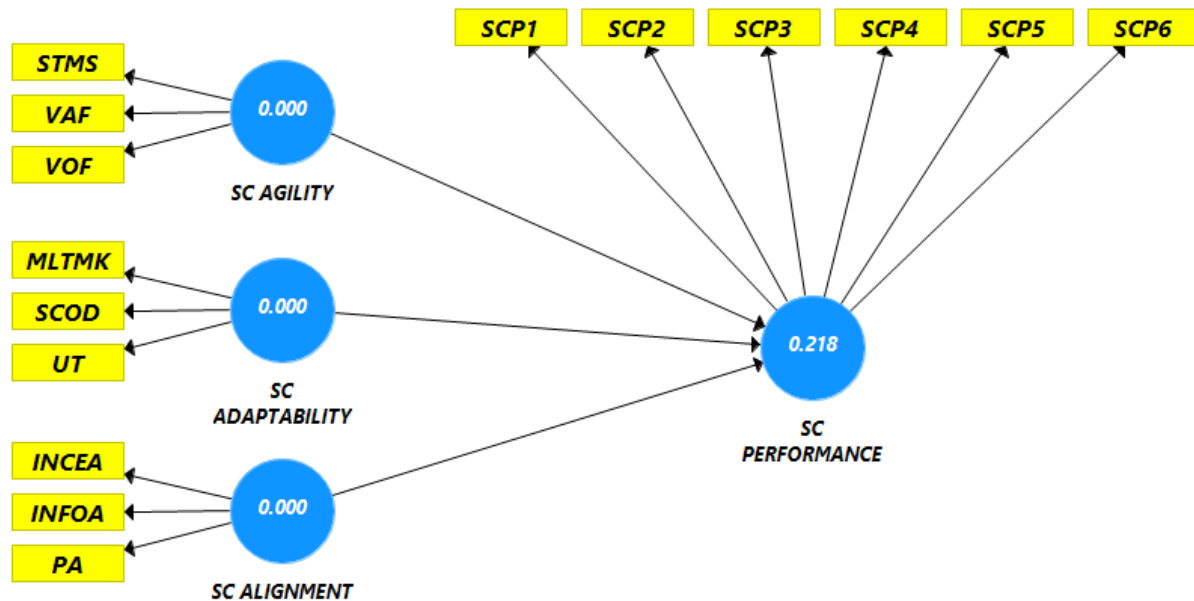 SCP1 SCP2 SCP3 SCP4 SCP5 SCP6
STMS
VAF
VOF
0.000
SC AGILITY
MLTMK
SCOD
UT
0.000
SC
ADAPTABILITY
INCEA
INFOA
PA
0.000
SC ALIGNMENT
0.218
SC
PERFORMANCE